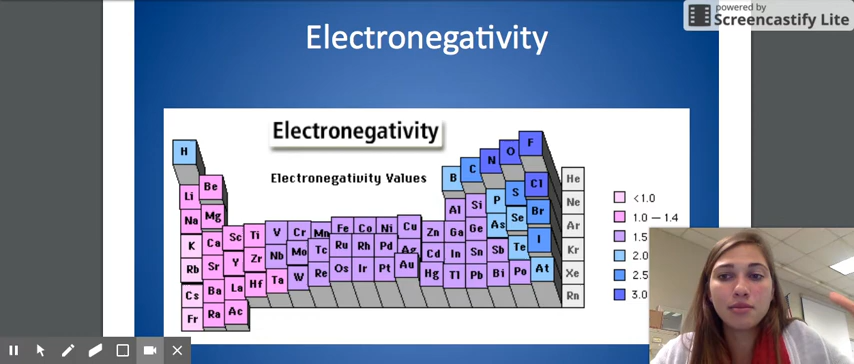 powered by
Screencastify Lite
Electronegativity
Electronegativity
Electronegativity Values
H
Li Be
Na Mg
K Ca Sc Ti V Cr Mn Fe Co Ni Cu Zn Ga Ge As Se Br Kr
Rb Sr Y Zr Nb Mo Tc Ru Rh Pd Ag Cd In Sn Sb Te I Xe
Cs Ba La Hf Ta W Re Os Ir Pt Au Hg Tl Pb Bi Po At Rn
Fr Ra Ac
B C N O F He
Al Si P S Cl Ne
Ar
<1.0
1.0 — 1.4
1.5
2.0
2.5
3.0